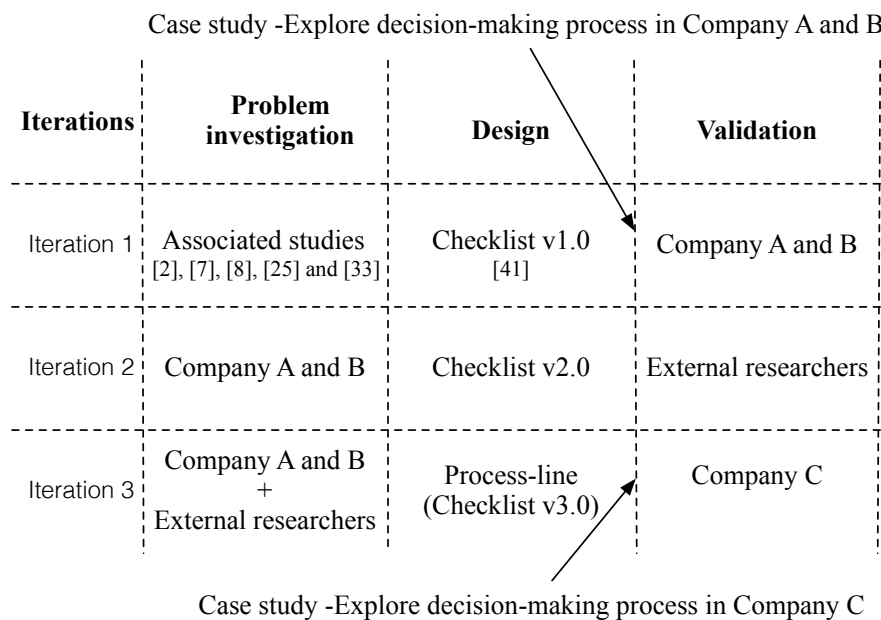 Case study -Explore decision-making process in Company A and B
Iterations
Problem
investigation
Design
Validation
Iteration 1
Associated studies
[2], [7], [8], [25] and [33]
Checklist v1.0
[41]
Company A and B
Iteration 2
Company A and B
Checklist v2.0
External researchers
Iteration 3
Company A and B
+
External researchers
Process-line
(Checklist v3.0)
Company C
Case study -Explore decision-making process in Company C